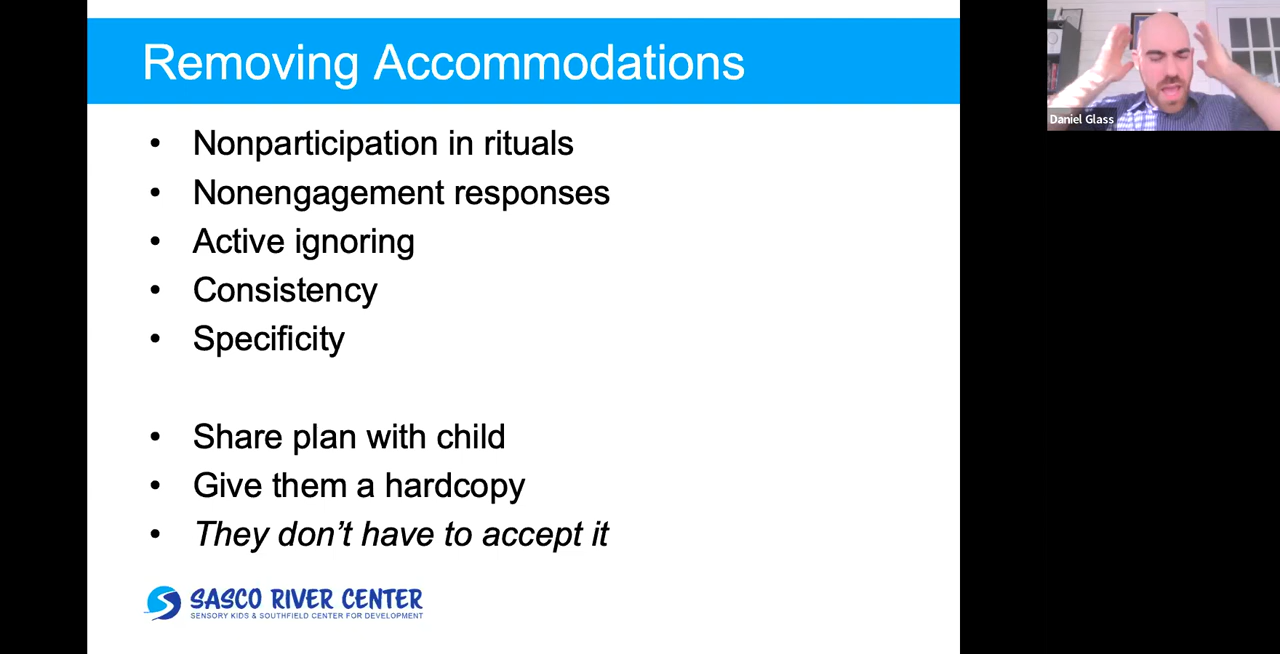 Removing Accommodations
• Nonparticipation in rituals
• Nonengagement responses
• Active ignoring
• Consistency
• Specificity
• Share plan with child
• Give them a hardcopy
• They don’t have to accept it
SASCO RIVER CENTER
SENSORY KIDS & SOUTHFIELD CENTER FOR DEVELOPMENT
Daniel Glass